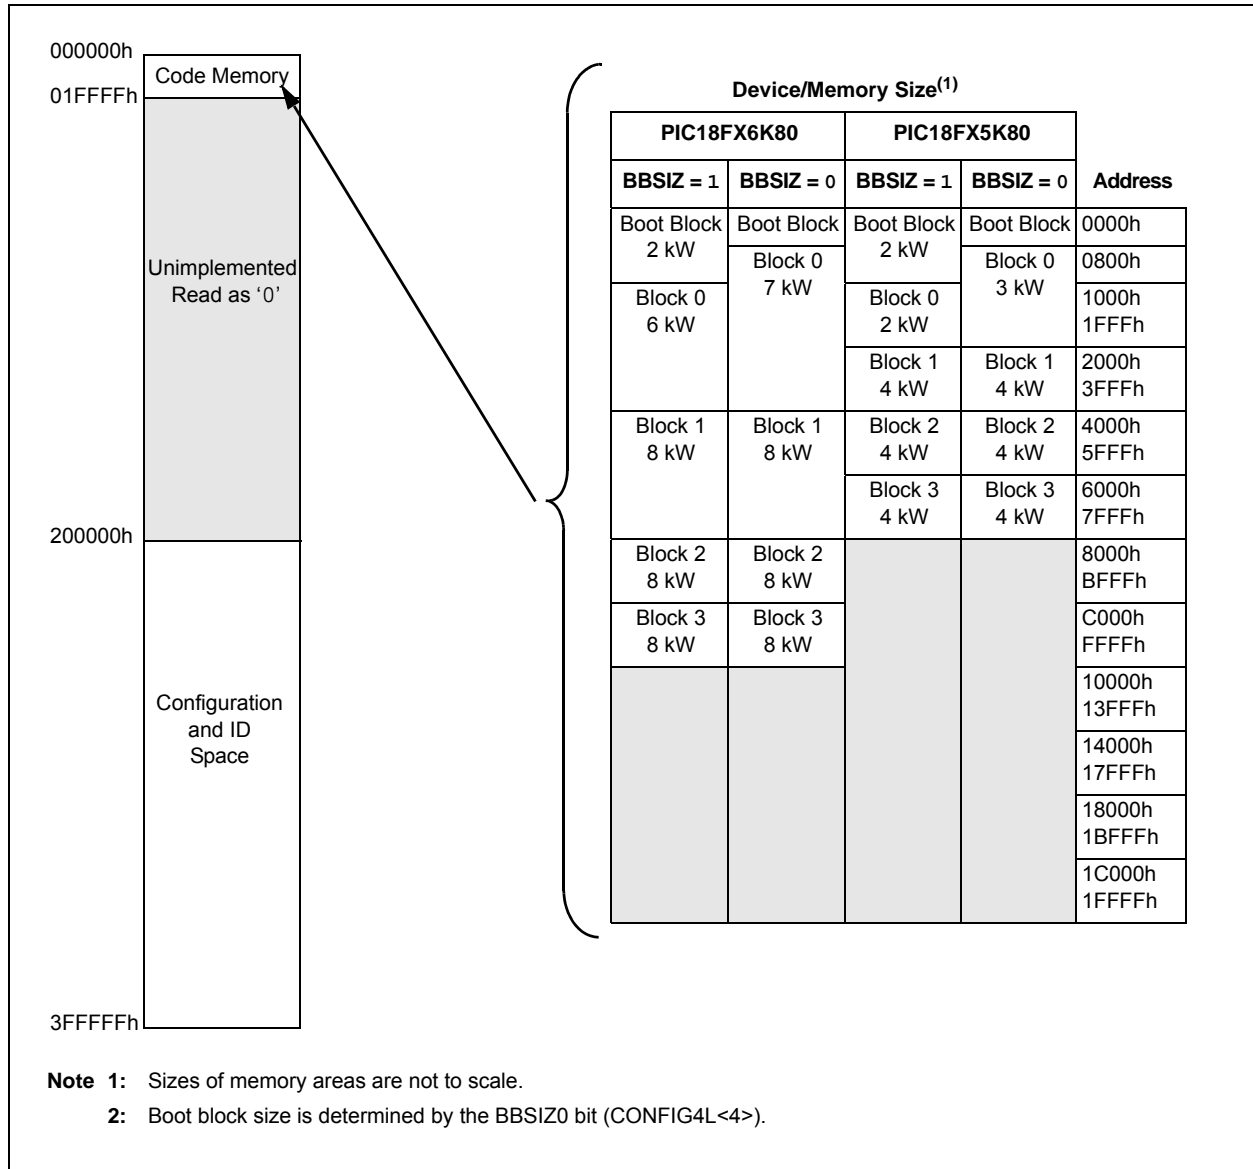 000000h
Code Memory
01FFFFh
Unimplemented
Read as ‘0’
200000h
Configuration
and ID
Space
3FFFFFh
Device/Memory Size(1)
PIC18FX6K80 PIC18FX5K80
BBSIZ = 1 BBSIZ = 0 BBSIZ = 1 BBSIZ = 0 Address
Boot Block Boot Block Boot Block Boot Block 0000h
2 kW 2 kW
Block 0 Block 0 0800h
7 kW 3 kW
Block 0 Block 0 1000h
6 kW 2 kW 1FFFh
Block 1 Block 1 2000h
4 kW 4 kW 3FFFh
Block 1 Block 1 Block 2 Block 2 4000h
8 kW 8 kW 4 kW 4 kW 5FFFh
Block 3 Block 3 6000h
4 kW 4 kW 7FFFh
Block 2 Block 2 8000h
8 kW 8 kW BFFFh
Block 3 Block 3 C000h
8 kW 8 kW FFFFh
10000h
13FFFh
14000h
17FFFh
18000h
1BFFFh
1C000h
1FFFFh
Note 1: Sizes of memory areas are not to scale.
2: Boot block size is determined by the BBSIZ0 bit (CONFIG4L<4>).